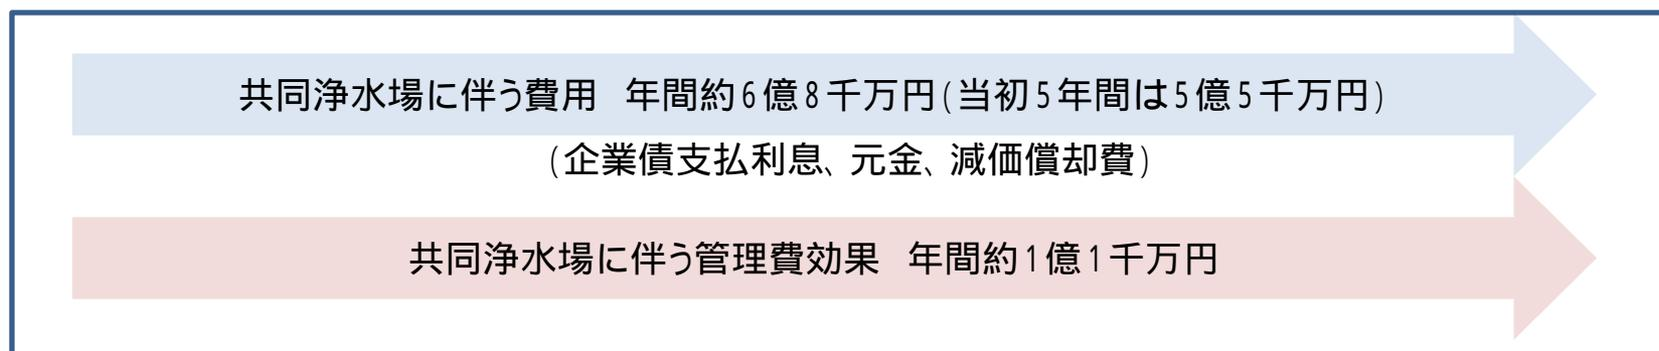 共同浄水場に伴う費用　年間約6億8千万円(当初5年間は5億5千万円)
(企業債支払利息、元金、減価償却費)
共同浄水場に伴う管理費効果　年間約1億1千万円